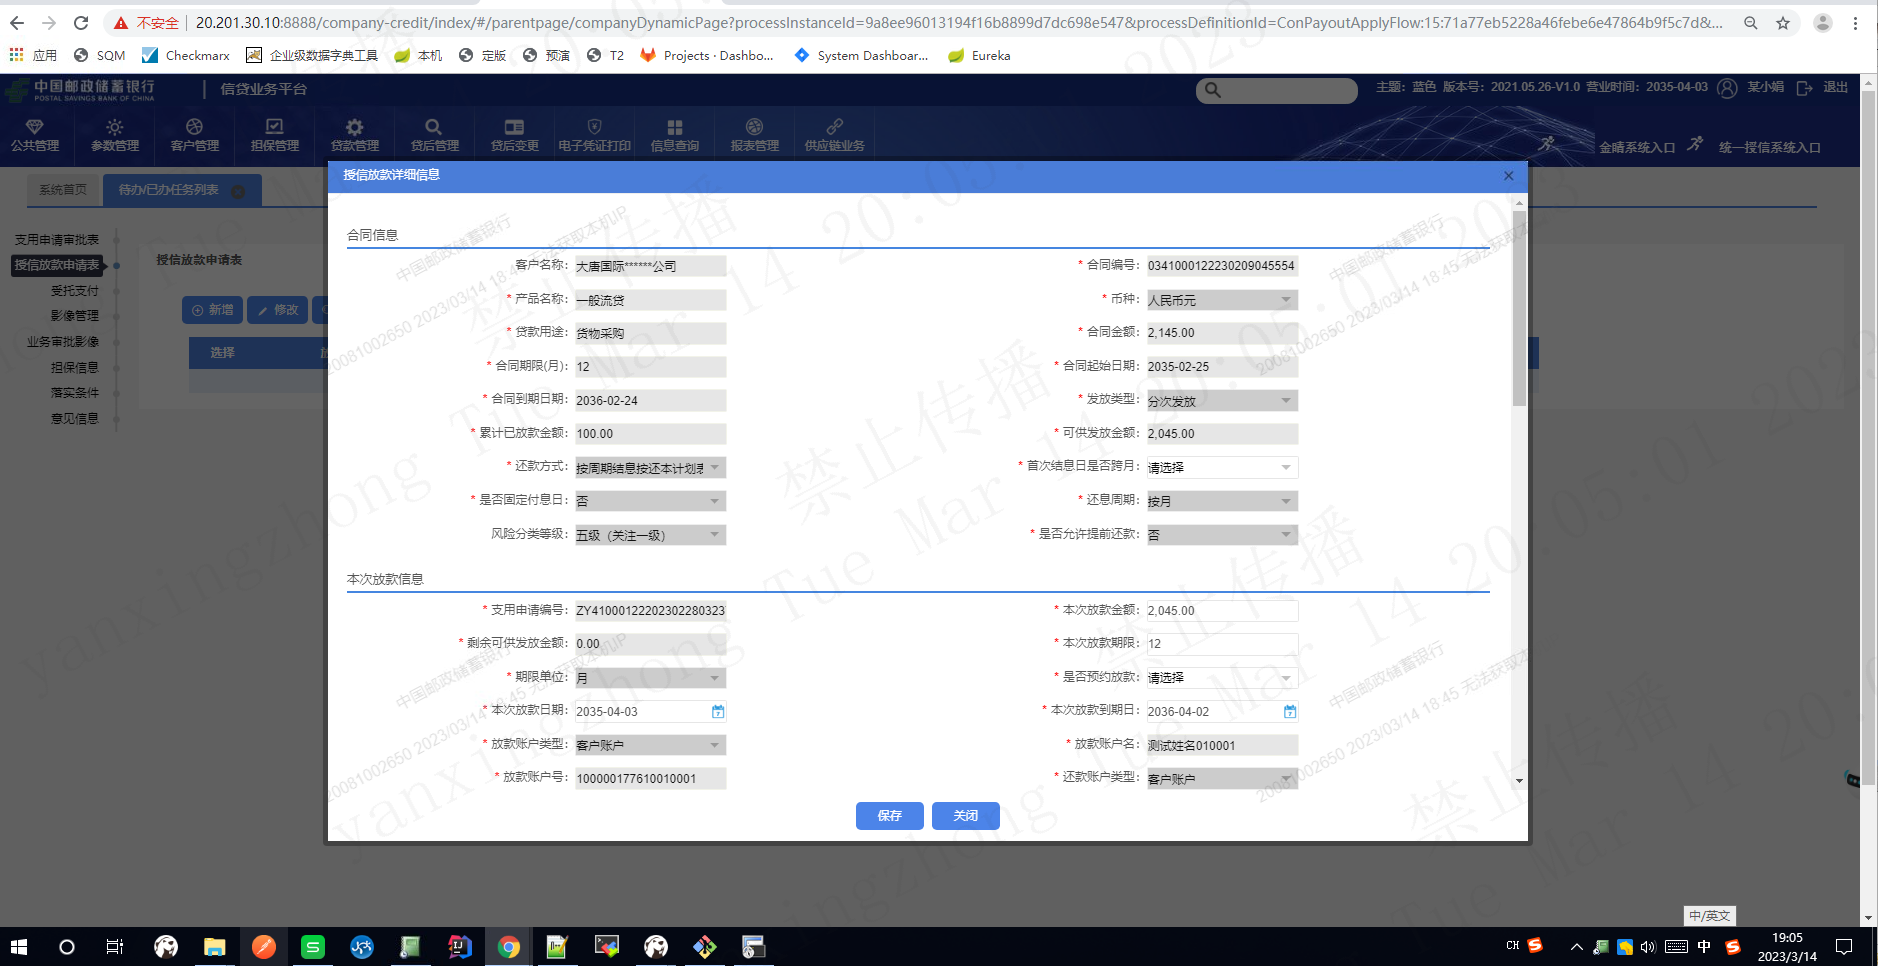 不安全 20.201.30.10:8888/company-credit/index/#/parentpage/companyDynamicPage?processInstanceId=9a8ee96013194f16b8899d7dc698e547&processDefinitionId=ConPayoutApplyFlow:15:71a77eb5228a46febe6e47864b9f5c7d&...
应用 SQM Checkmarx 企业级数据字典工具 本机 定版 预演 T2 Projects · Dashbo... System Dashboar... Eureka
中国邮政储蓄银行 信贷业务平台 主题: 蓝色 版本号: 2021.05.26-V1.0 营业时间: 2035-04-03 某小娟 退出
POSTAL SAVINGS BANK OF CHINA
公共管理 参数管理 客户管理 担保管理 贷款管理 贷后管理 贷后变更 电子凭证打印 信息查询 报表管理 供应链业务 金睛系统入口 统一授信系统入口
系统首页 待办/已办任务列表
支用申请审批表
授信放款申请表
受托支付
影像管理
业务审批影像
担保信息
落实条件
意见信息
授信放款申请表
新增 修改
选择
授信放款详细信息
合同信息
客户名称: 大唐国际******公司 * 合同编号: 0341000122230209045554
* 产品名称: 一般流贷 * 币种: 人民币元
* 贷款用途: 货物采购 * 合同金额: 2,145.00
* 合同期限(月): 12 * 合同起始日期: 2035-02-25
* 合同到期日期: 2036-02-24 * 发放类型: 分次发放
* 累计已放款金额: 100.00 * 可供发放金额: 2,045.00
* 还款方式: 按周期结息按还本计划表 * 首次结息日是否跨月: 请选择
* 是否固定付息日: 否 * 还息周期: 按月
风险分类等级: 五级（关注一级） * 是否允许提前还款: 否
本次放款信息
* 支用申请编号: ZY41000122202302280323 * 本次放款金额: 2,045.00
* 剩余可供发放金额: 0.00 * 本次放款期限: 12
* 期限单位: 月 * 是否预约放款: 请选择
* 本次放款日期: 2035-04-03 * 本次放款到期日: 2036-04-02
* 放款账户类型: 客户账户 * 放款账户名: 测试姓名010001
* 放款账户号: 100000177610010001 * 还款账户类型: 客户账户
保存 关闭
中国邮政储蓄银行
20081002650 2023/03/14 18:45 无法获取本机IP
禁止传播
yanxingzhong Tue Mar 14 20:05:01 2023
中/英文
CH 中 19:05
2023/3/14